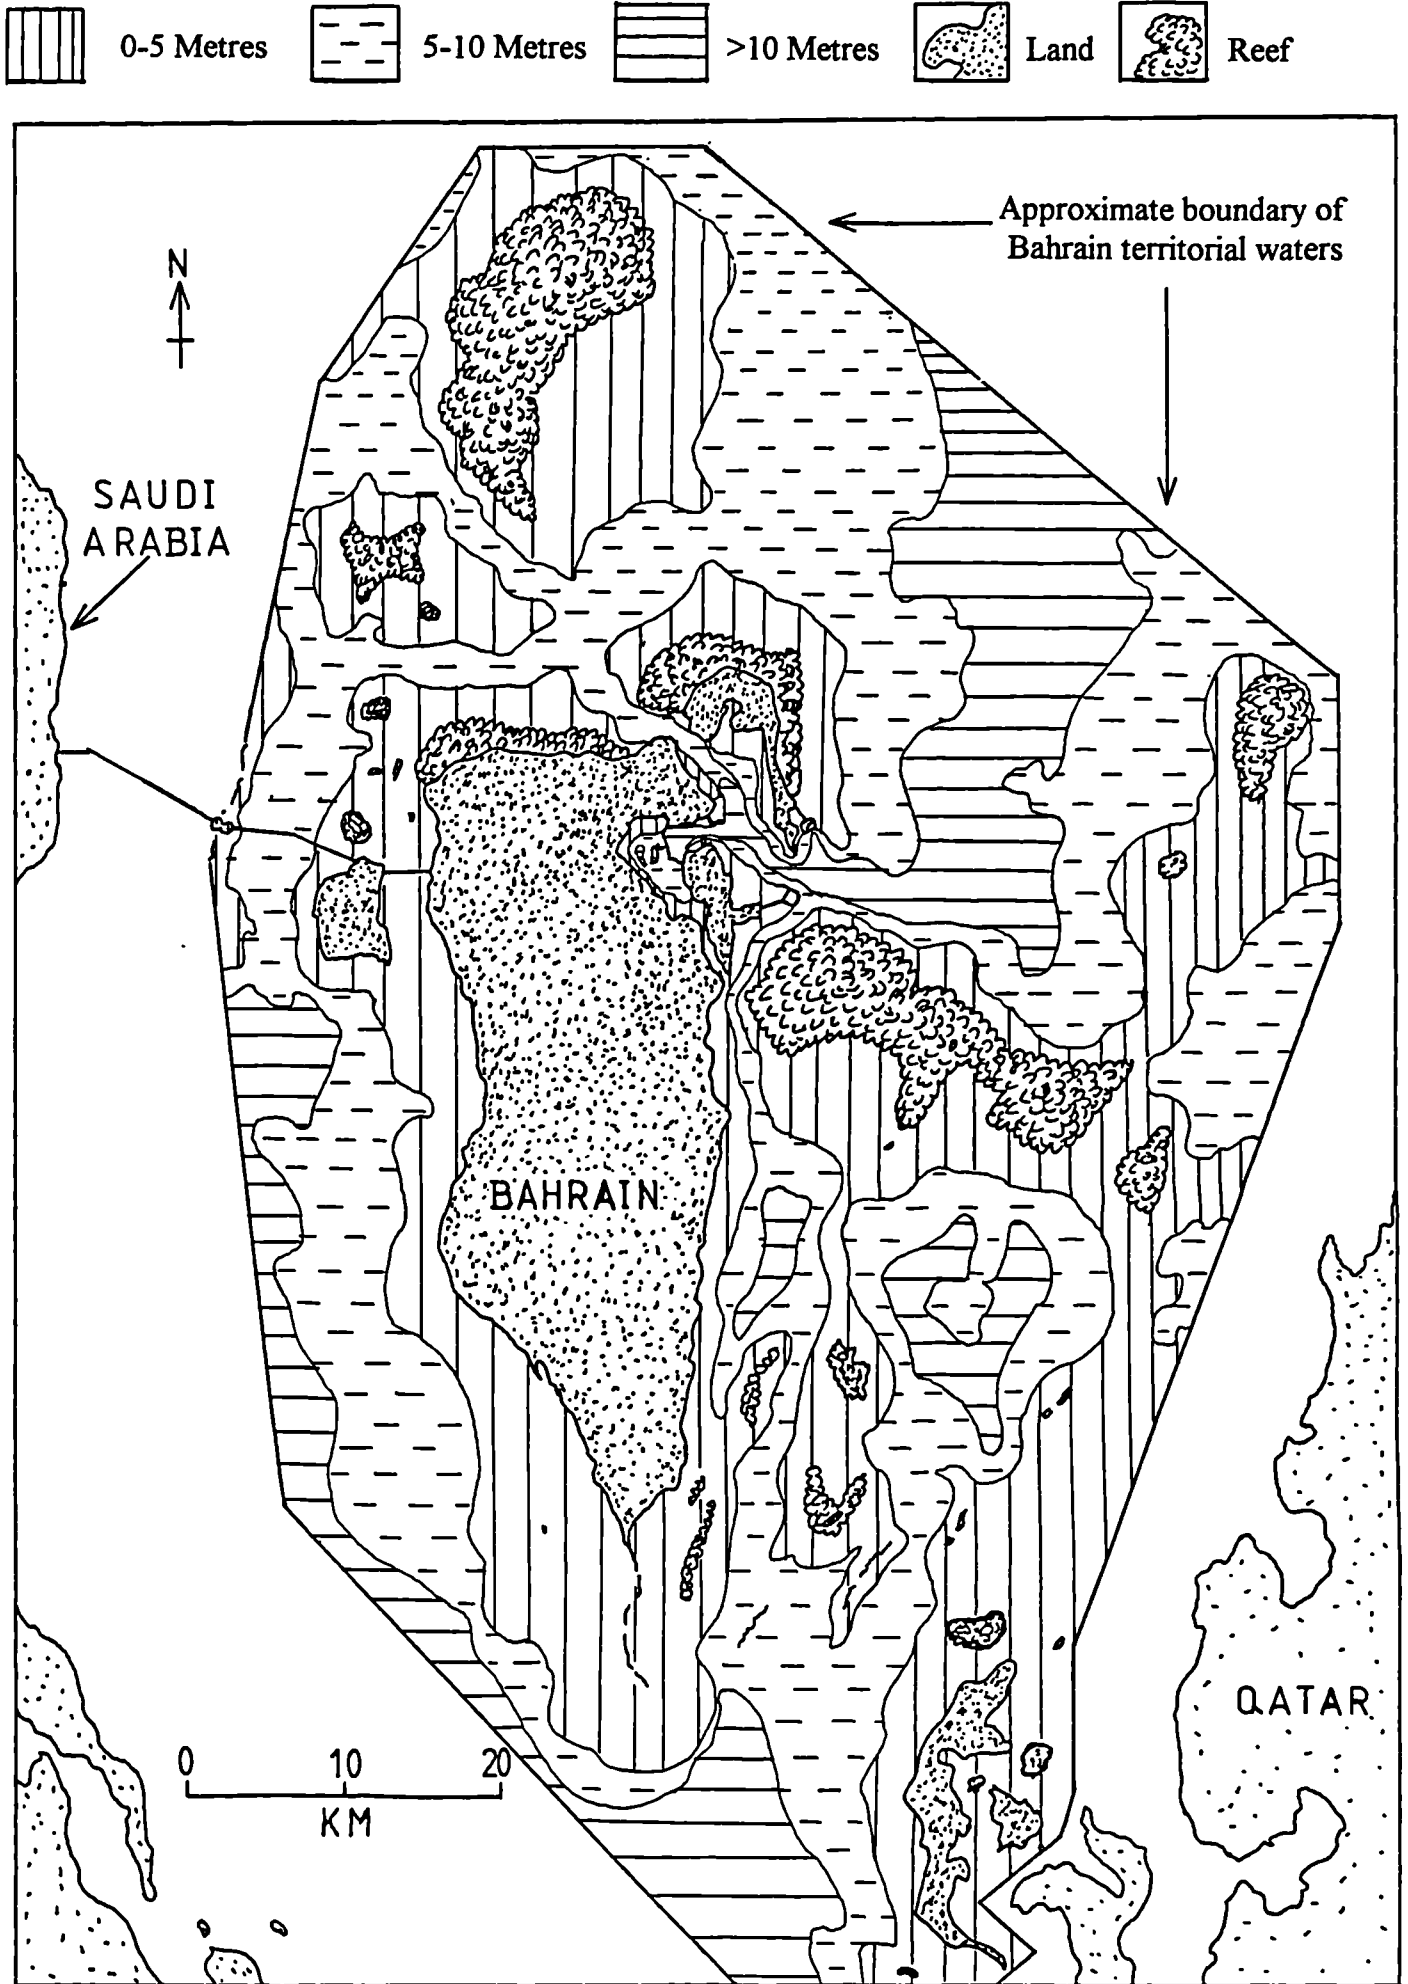 0-5 Metres
5-10 Metres
>10 Metres
Land
Reef
Approximate boundary of
Bahrain territorial waters
N
SAUDI
ARABIA
BAHRAIN
QATAR
0 10 20
KM